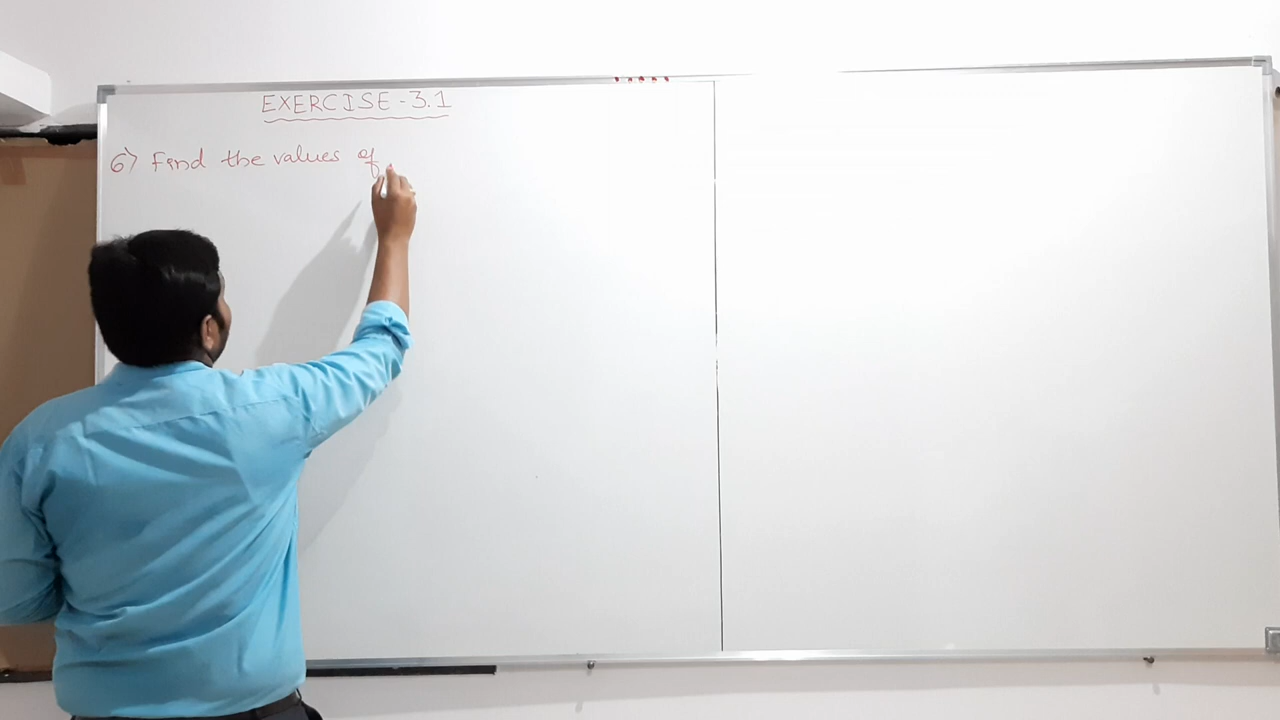 EXERCISE - 3.1
6) Find the values of